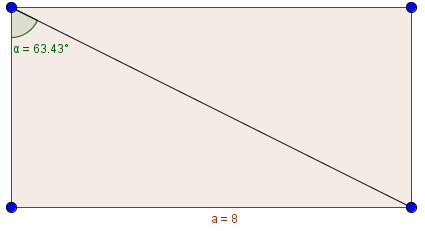 α = 63.43°
a = 8